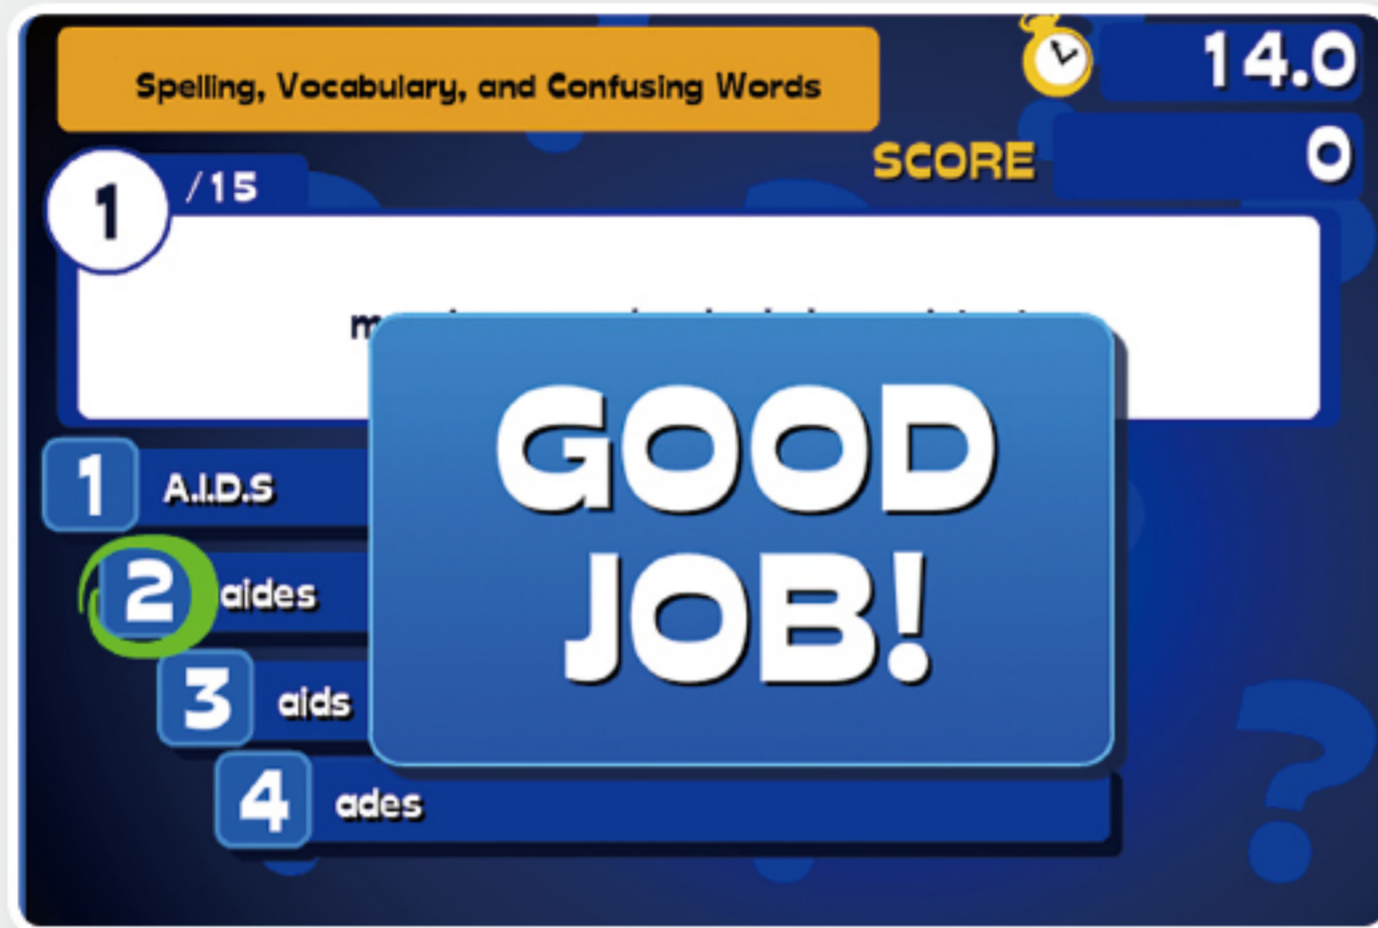 Spelling, Vocabulary, and Confusing Words
14.0
SCORE 0
1 /15
GOOD
JOB!
1 A.I.D.S
2 aides
3 aids
4 ades